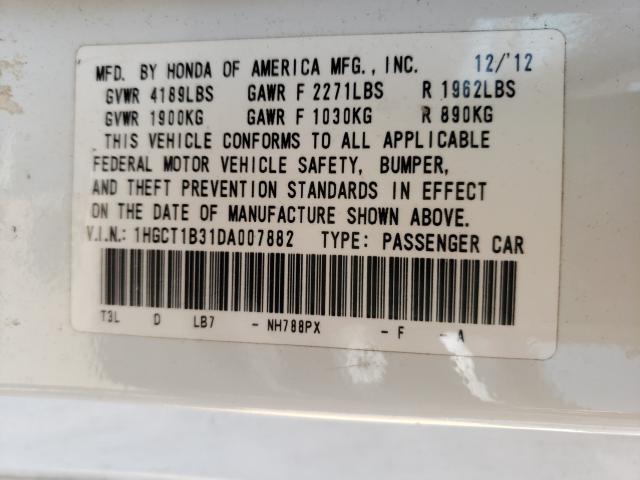 MFD. BY HONDA OF AMERICA MFG., INC. 12/'12
GVWR 4189LBS GAWR F 2271LBS R 1962LBS
GVWR 1900KG GAWR F 1030KG R 890KG
THIS VEHICLE CONFORMS TO ALL APPLICABLE
FEDERAL MOTOR VEHICLE SAFETY, BUMPER,
AND THEFT PREVENTION STANDARDS IN EFFECT
ON THE DATE OF MANUFACTURE SHOWN ABOVE.
V.I.N.: 1HGCT1B31DA007882 TYPE: PASSENGER CAR
T3L D LB7 - NH788PX - F - A